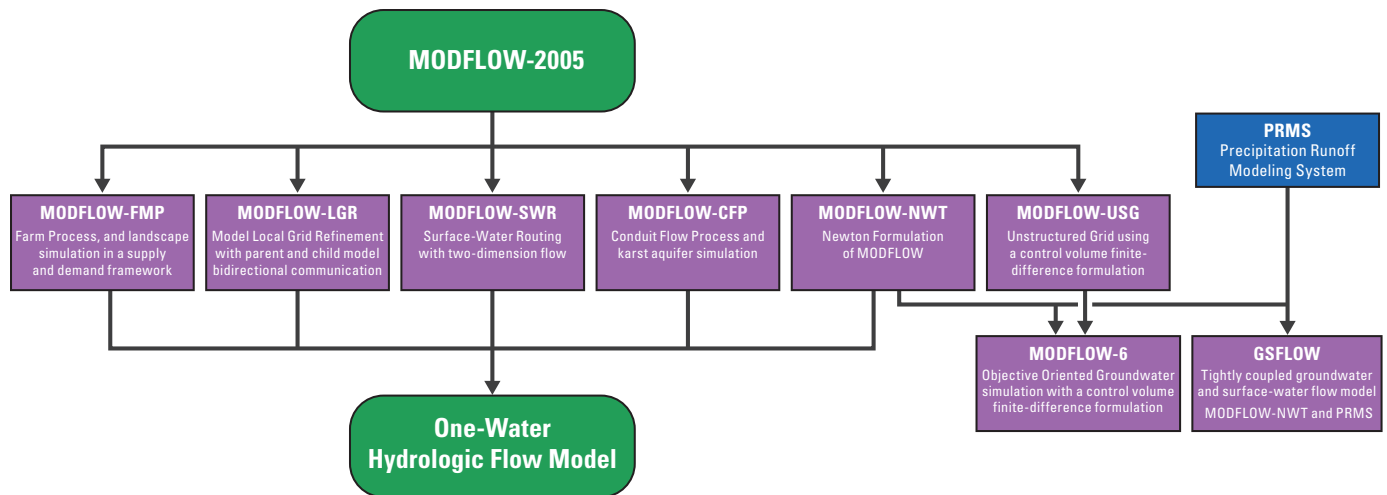 MODFLOW-2005
PRMS
Precipitation Runoff
Modeling System
MODFLOW-FMP
Farm Process, and landscape
simulation in a supply
and demand framework
MODFLOW-LGR
Model Local Grid Refinement
with parent and child model
bidirectional communication
MODFLOW-SWR
Surface-Water Routing
with two-dimension flow
MODFLOW-CFP
Conduit Flow Process and
karst aquifer simulation
MODFLOW-NWT
Newton Formulation
of MODFLOW
MODFLOW-USG
Unstructured Grid using
a control volume finite-
difference formulation
MODFLOW-6
Objective Oriented Groundwater
simulation with a control volume
finite-difference formulation
GSFLOW
Tightly coupled groundwater
and surface-water flow model
MODFLOW-NWT and PRMS
One-Water
Hydrologic Flow Model